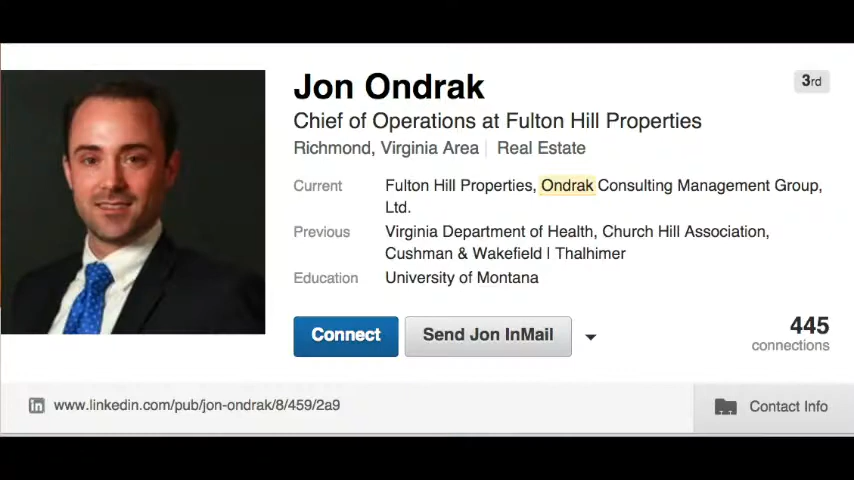 Jon Ondrak
3rd
Chief of Operations at Fulton Hill Properties
Richmond, Virginia Area | Real Estate
Current Fulton Hill Properties, Ondrak Consulting Management Group,
Ltd.
Previous Virginia Department of Health, Church Hill Association,
Cushman & Wakefield | Thalhimer
Education University of Montana
Connect Send Jon InMail 445
connections
in www.linkedin.com/pub/jon-ondrak/8/459/2a9 Contact Info